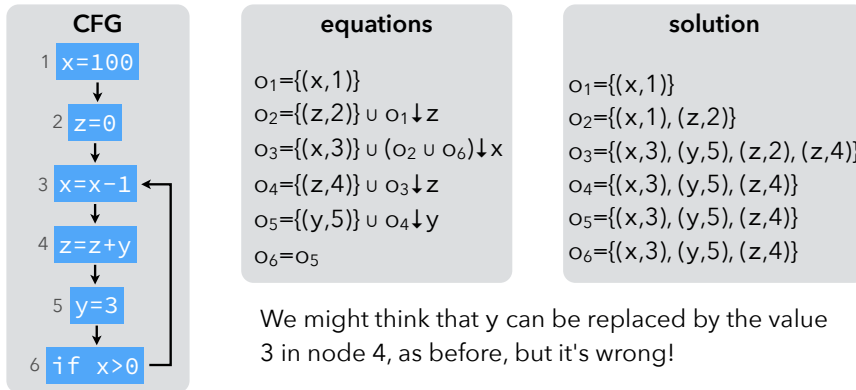 CFG
1 x=100
2 z=0
3 x=x-1
4 z=z+y
5 y=3
6 if x>0
equations
o₁={(x,1)}
o₂={(z,2)} ∪ o₁↓z
o₃={(x,3)} ∪ (o₂ ∪ o₆)↓x
o₄={(z,4)} ∪ o₃↓z
o₅={(y,5)} ∪ o₄↓y
o₆=o₅
solution
o₁={(x,1)}
o₂={(x,1), (z,2)}
o₃={(x,3), (y,5), (z,2), (z,4)}
o₄={(x,3), (y,5), (z,4)}
o₅={(x,3), (y,5), (z,4)}
o₆={(x,3), (y,5), (z,4)}
We might think that y can be replaced by the value
3 in node 4, as before, but it's wrong!